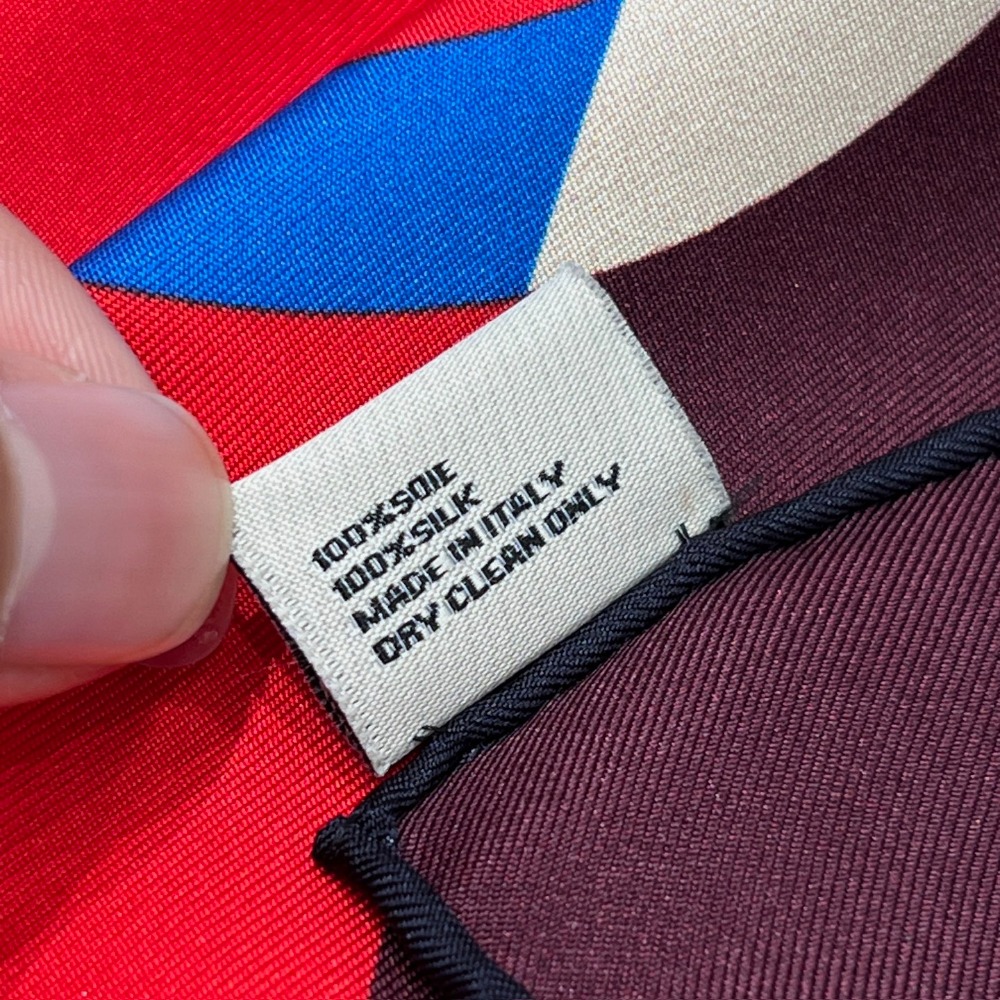 100%SOIE
100%SILK
MADE IN ITALY
DRY CLEAN ONLY